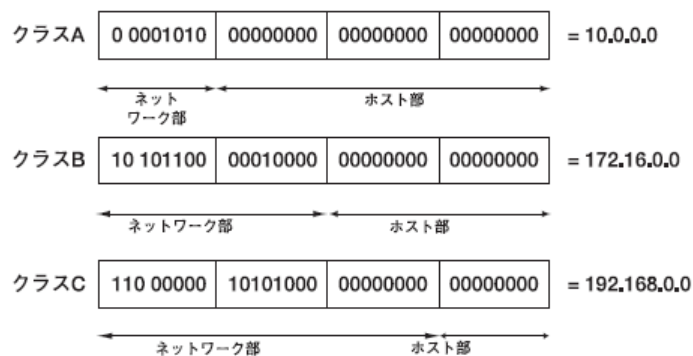 クラスA 0 0001010 00000000 00000000 00000000 = 10.0.0.0
ネット
ワーク部
ホスト部
クラスB 10 101100 00010000 00000000 00000000 = 172.16.0.0
ネットワーク部 ホスト部
クラスC 110 00000 10101000 00000000 00000000 = 192.168.0.0
ネットワーク部 ホスト部